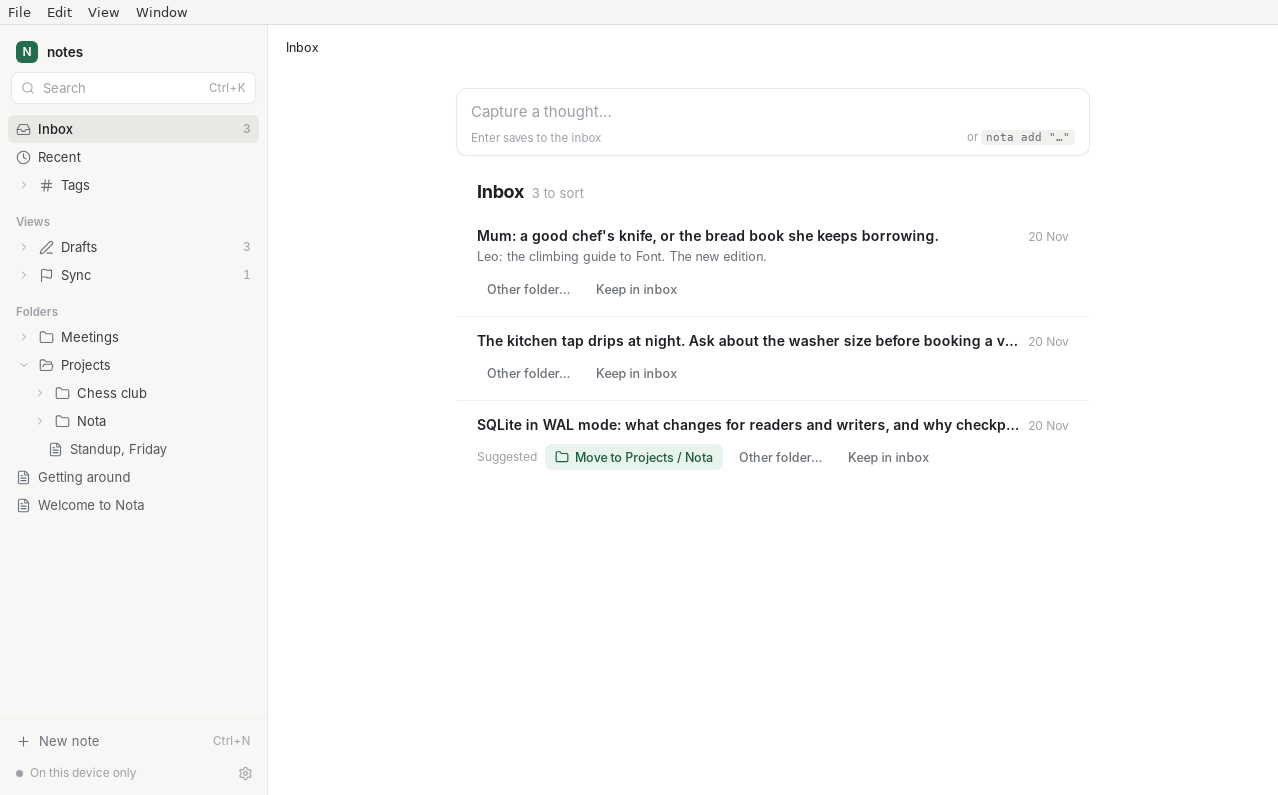 File Edit View Window
N notes
Search Ctrl+K
Inbox 3
Recent
Tags
Views
Drafts 3
Sync 1
Folders
Meetings
Projects
Chess club
Nota
Standup, Friday
Getting around
Welcome to Nota
New note Ctrl+N
On this device only
Inbox
Capture a thought…
Enter saves to the inbox or nota add "…"
Inbox 3 to sort
Mum: a good chef's knife, or the bread book she keeps borrowing. 20 Nov
Leo: the climbing guide to Font. The new edition.
Other folder… Keep in inbox
The kitchen tap drips at night. Ask about the washer size before booking a v… 20 Nov
Other folder… Keep in inbox
SQLite in WAL mode: what changes for readers and writers, and why checkp… 20 Nov
Suggested Move to Projects / Nota Other folder… Keep in inbox